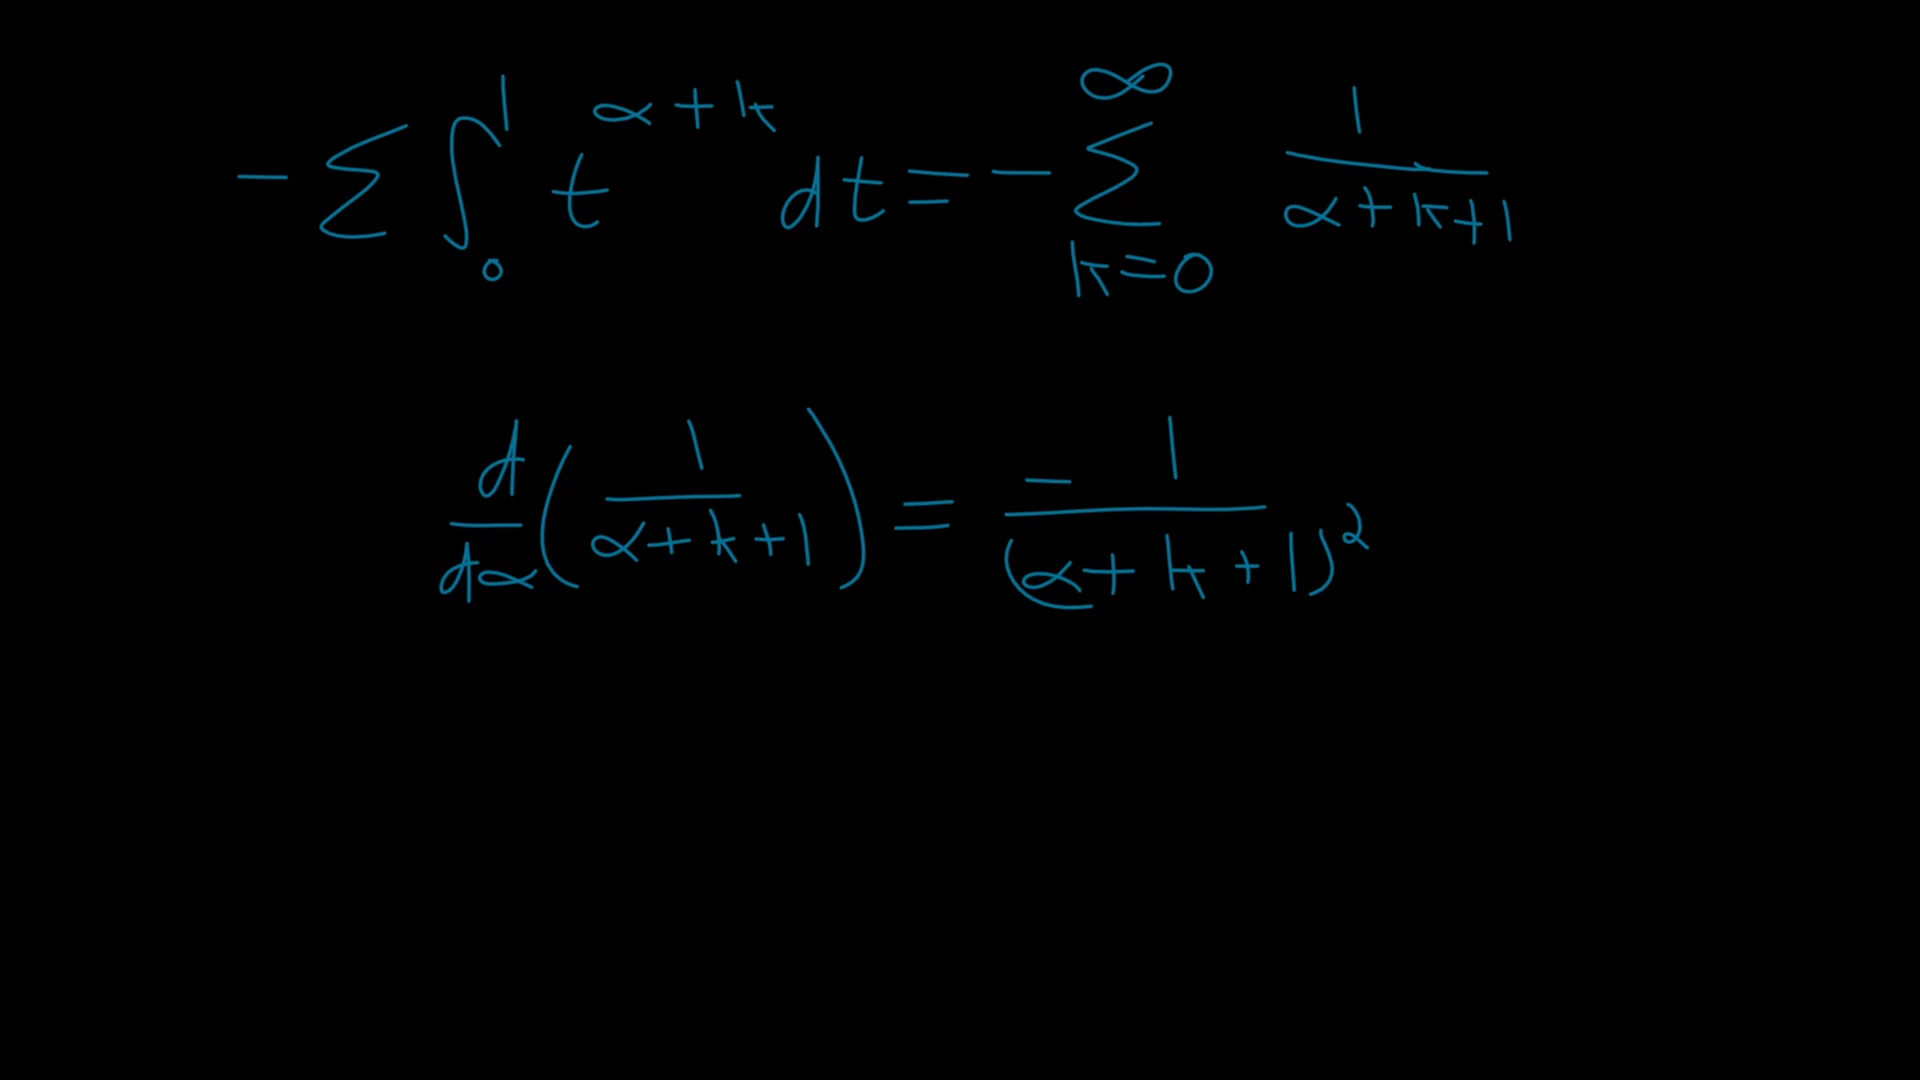 -∑∫₀¹ t^(α+k) dt = -∑_(k=0)^∞ 1/(α+k+1)
d/dα (1/(α+k+1)) = -1/(α+k+1)²